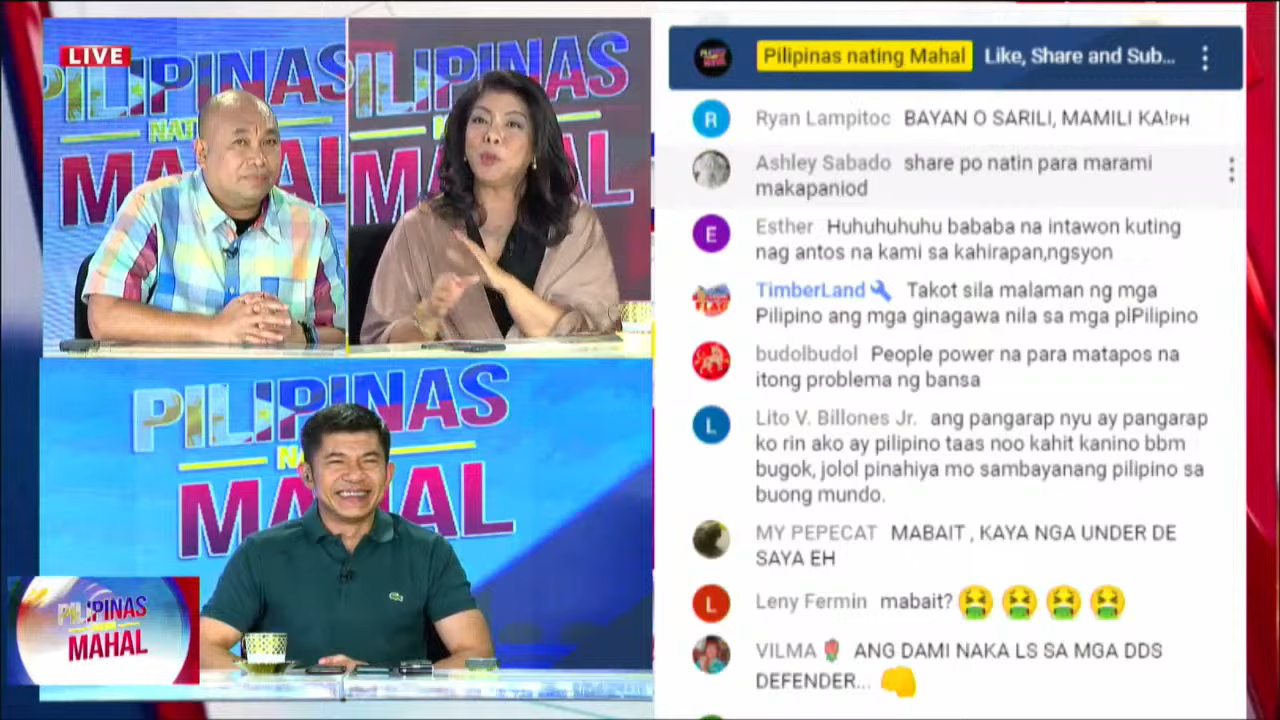 LIVE
PILIPINAS
NAT
MAHAL
PILIPINAS
MAHAL
PILIPINAS
MAHAL
PILIPINAS
MAHAL
Pilipinas nating Mahal Like, Share and Sub...
Ryan Lampitoc BAYAN O SARILI, MAMILI KA!PH
Ashley Sabado share po natin para marami
makapaniod
Esther Huhuhuhuhu bababa na intawon kuting
nag antos na kami sa kahirapan,ngsyon
TimberLand Takot sila malaman ng mga
Pilipino ang mga ginagawa nila sa mga plPilipino
budolbudol People power na para matapos na
itong problema ng bansa
Lito V. Billones Jr. ang pangarap nyu ay pangarap
ko rin ako ay pilipino taas noo kahit kanino bbm
bugok, jolol pinahiya mo sambayanang pilipino sa
buong mundo.
MY PEPECAT MABAIT , KAYA NGA UNDER DE
SAYA EH
Leny Fermin mabait? 🤮 🤮 🤮 🤮
VILMA🌹 ANG DAMI NAKA LS SA MGA DDS
DEFENDER... 👊